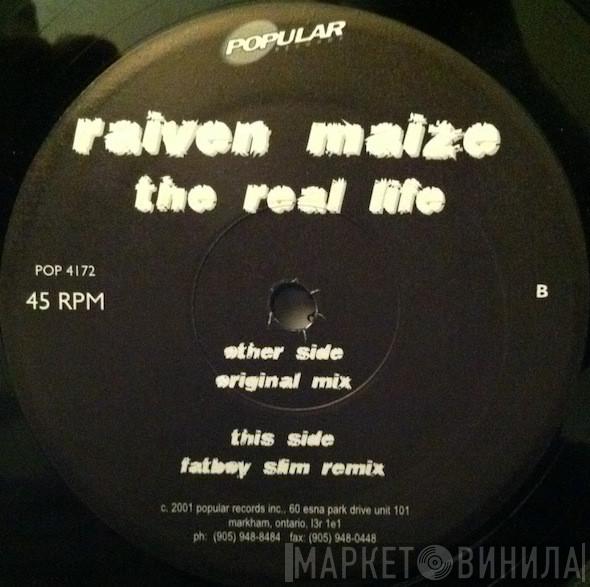 POPULAR
raiven maize
the real life
POP 4172
45 RPM
B
other side
original mix
this side
fatboy slim remix
c. 2001 popular records inc., 60 esna park drive unit 101
markham, ontario, l3r 1e1
ph: (905) 948-8484 fax: (905) 948-0448
МАРКЕТ ВИНИЛА